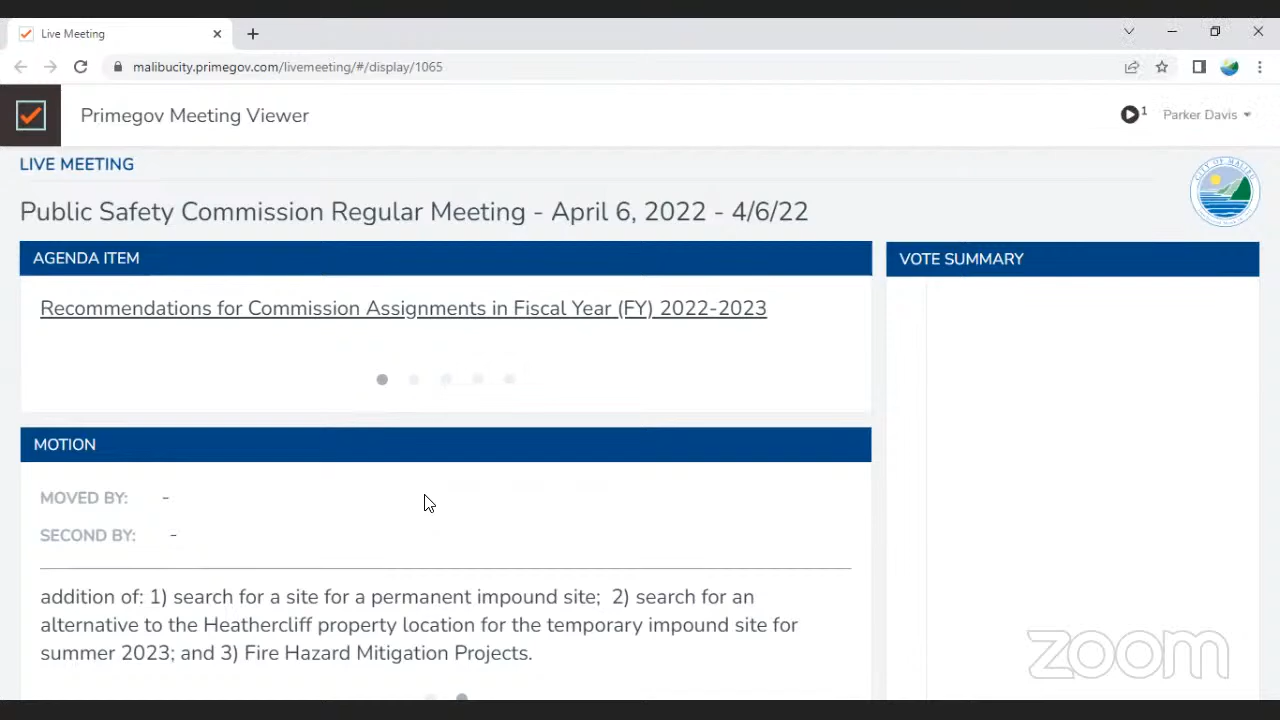 Live Meeting
malibucity.primegov.com/livemeeting/#/display/1065
Primegov Meeting Viewer
1
Parker Davis
LIVE MEETING
CITY OF MALIBU
Public Safety Commission Regular Meeting - April 6, 2022 - 4/6/22
AGENDA ITEM
VOTE SUMMARY
Recommendations for Commission Assignments in Fiscal Year (FY) 2022-2023
MOTION
MOVED BY: -
SECOND BY: -
addition of: 1) search for a site for a permanent impound site; 2) search for an
alternative to the Heathercliff property location for the temporary impound site for
summer 2023; and 3) Fire Hazard Mitigation Projects.
zoom